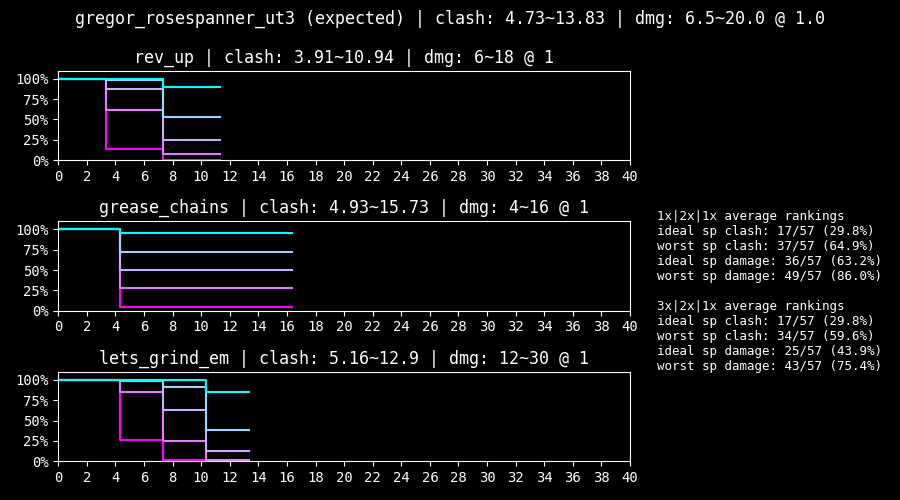 gregor_rosespanner_ut3 (expected) | clash: 4.73~13.83 | dmg: 6.5~20.0 @ 1.0
rev_up | clash: 3.91~10.94 | dmg: 6~18 @ 1
100%
75%
50%
25%
0%
0 2 4 6 8 10 12 14 16 18 20 22 24 26 28 30 32 34 36 38 40
grease_chains | clash: 4.93~15.73 | dmg: 4~16 @ 1
100%
75%
50%
25%
0%
0 2 4 6 8 10 12 14 16 18 20 22 24 26 28 30 32 34 36 38 40
lets_grind_em | clash: 5.16~12.9 | dmg: 12~30 @ 1
100%
75%
50%
25%
0%
0 2 4 6 8 10 12 14 16 18 20 22 24 26 28 30 32 34 36 38 40
1x|2x|1x average rankings
ideal sp clash: 17/57 (29.8%)
worst sp clash: 37/57 (64.9%)
ideal sp damage: 36/57 (63.2%)
worst sp damage: 49/57 (86.0%)
3x|2x|1x average rankings
ideal sp clash: 17/57 (29.8%)
worst sp clash: 34/57 (59.6%)
ideal sp damage: 25/57 (43.9%)
worst sp damage: 43/57 (75.4%)